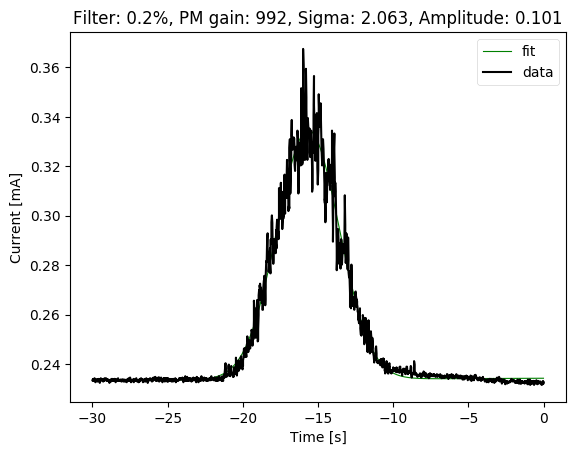 Filter: 0.2%, PM gain: 992, Sigma: 2.063, Amplitude: 0.101
fit
data
0.36
0.34
0.32
0.30
0.28
0.26
0.24
Current [mA]
−30 −25 −20 −15 −10 −5 0
Time [s]